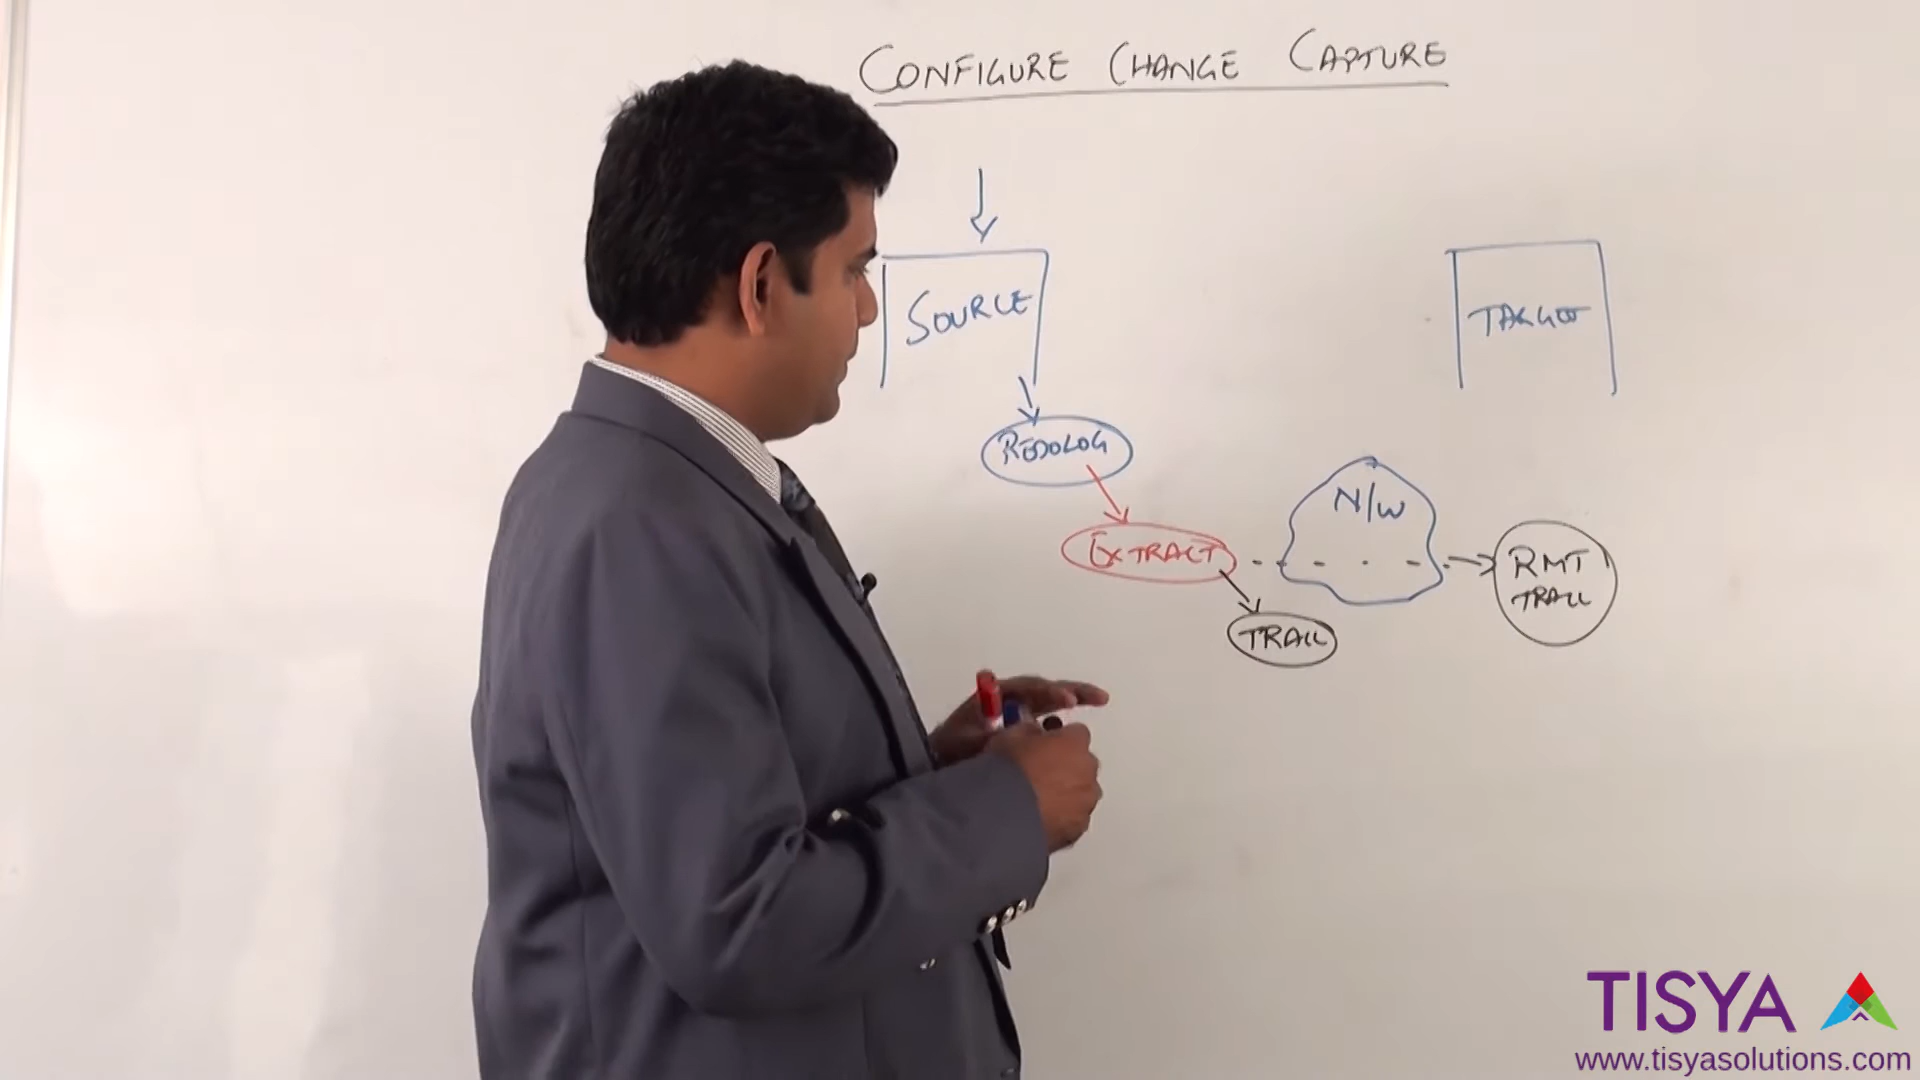 CONFIGURE CHANGE CAPTURE
SOURCE
TARGET
REDOLOG
N/W
EXTRACT
RMT
TRAIL
TRAIL
TISYA
www.tisyasolutions.com